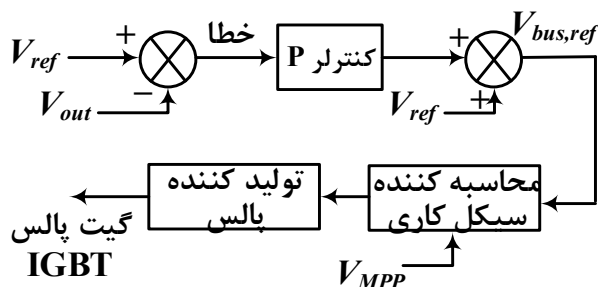 V_ref
+
−
V_out
خطا
کنترلر P
+
V_ref
+
V_bus,ref
محاسبه کننده
سیکل کاری
V_MPP
تولید کننده
پالس
گیت پالس
IGBT